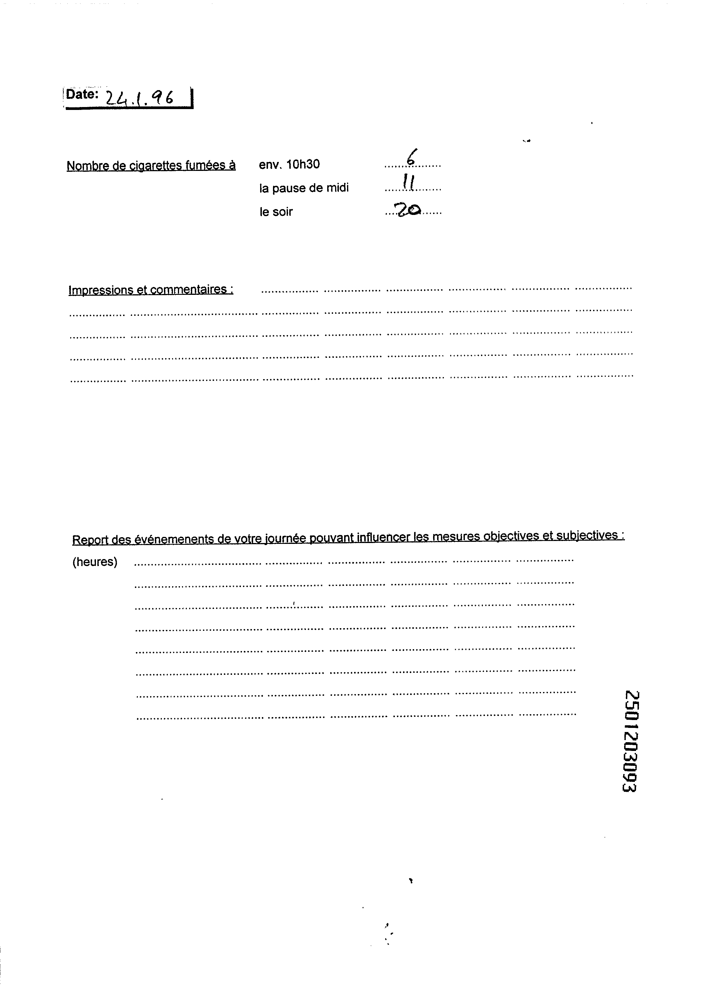 Date: 24.1.96
Nombre de cigarettes fumées à env. 10h30 ......6......
la pause de midi ......11......
le soir ......20......
Impressions et commentaires :
Report des événemenents de votre journée pouvant influencer les mesures objectives et subjectives :
(heures)
2501203093